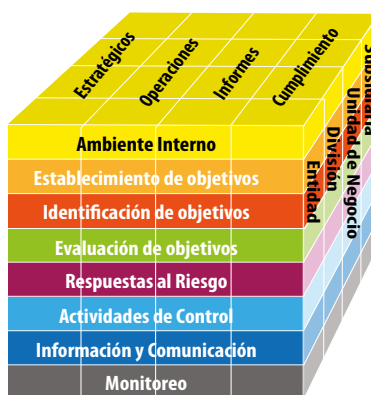 Estratégicos
Operaciones
Informes
Cumplimiento
Ambiente Interno
Establecimiento de objetivos
Identificación de objetivos
Evaluación de objetivos
Respuestas al Riesgo
Actividades de Control
Información y Comunicación
Monitoreo
Entidad
División
Unidad de Negocio
Subsidiaria